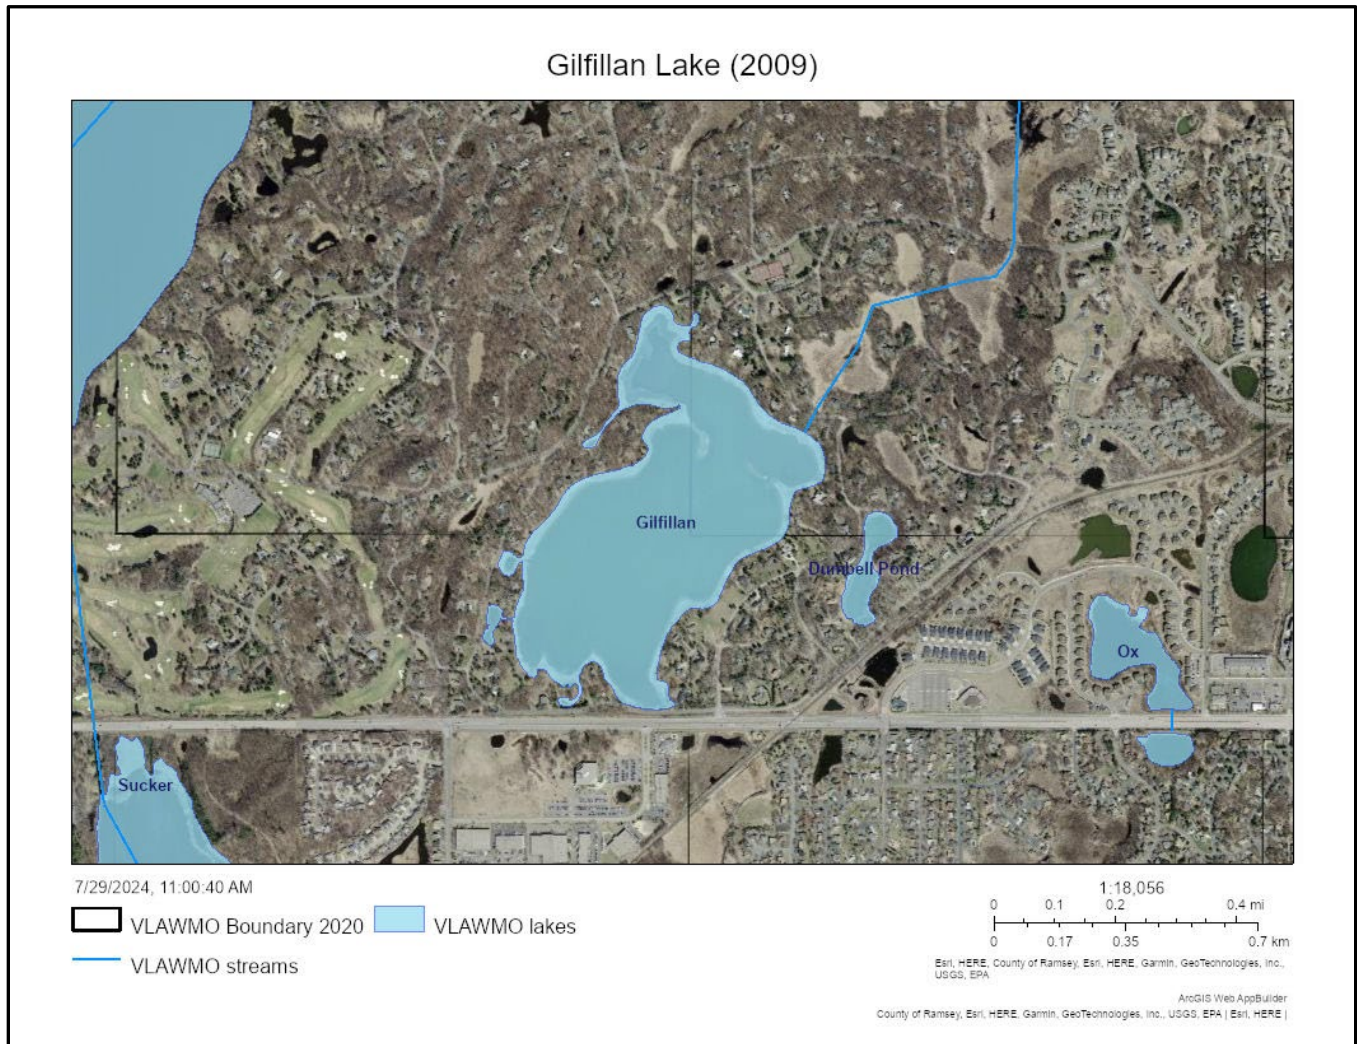 Gilfillan Lake (2009)
Gilfillan
Dumbell Pond
Ox
Sucker
7/29/2024, 11:00:40 AM
VLAWMO Boundary 2020
VLAWMO lakes
VLAWMO streams
1:18,056
0 0.1 0.2 0.4 mi
0 0.17 0.35 0.7 km
Esri, HERE, County of Ramsey, Esri, HERE, Garmin, GeoTechnologies, Inc.,
USGS, EPA
ArcGIS Web AppBuilder
County of Ramsey, Esri, HERE, Garmin, GeoTechnologies, Inc., USGS, EPA | Esri, HERE |